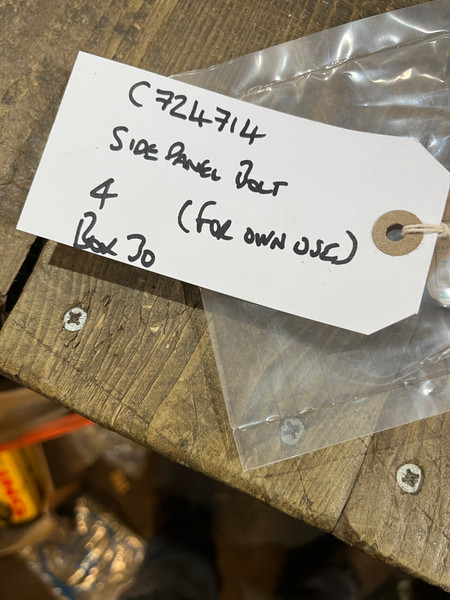 C724714
SIDE PANEL BOLT
4
(FOR OWN USE)
BOX 30